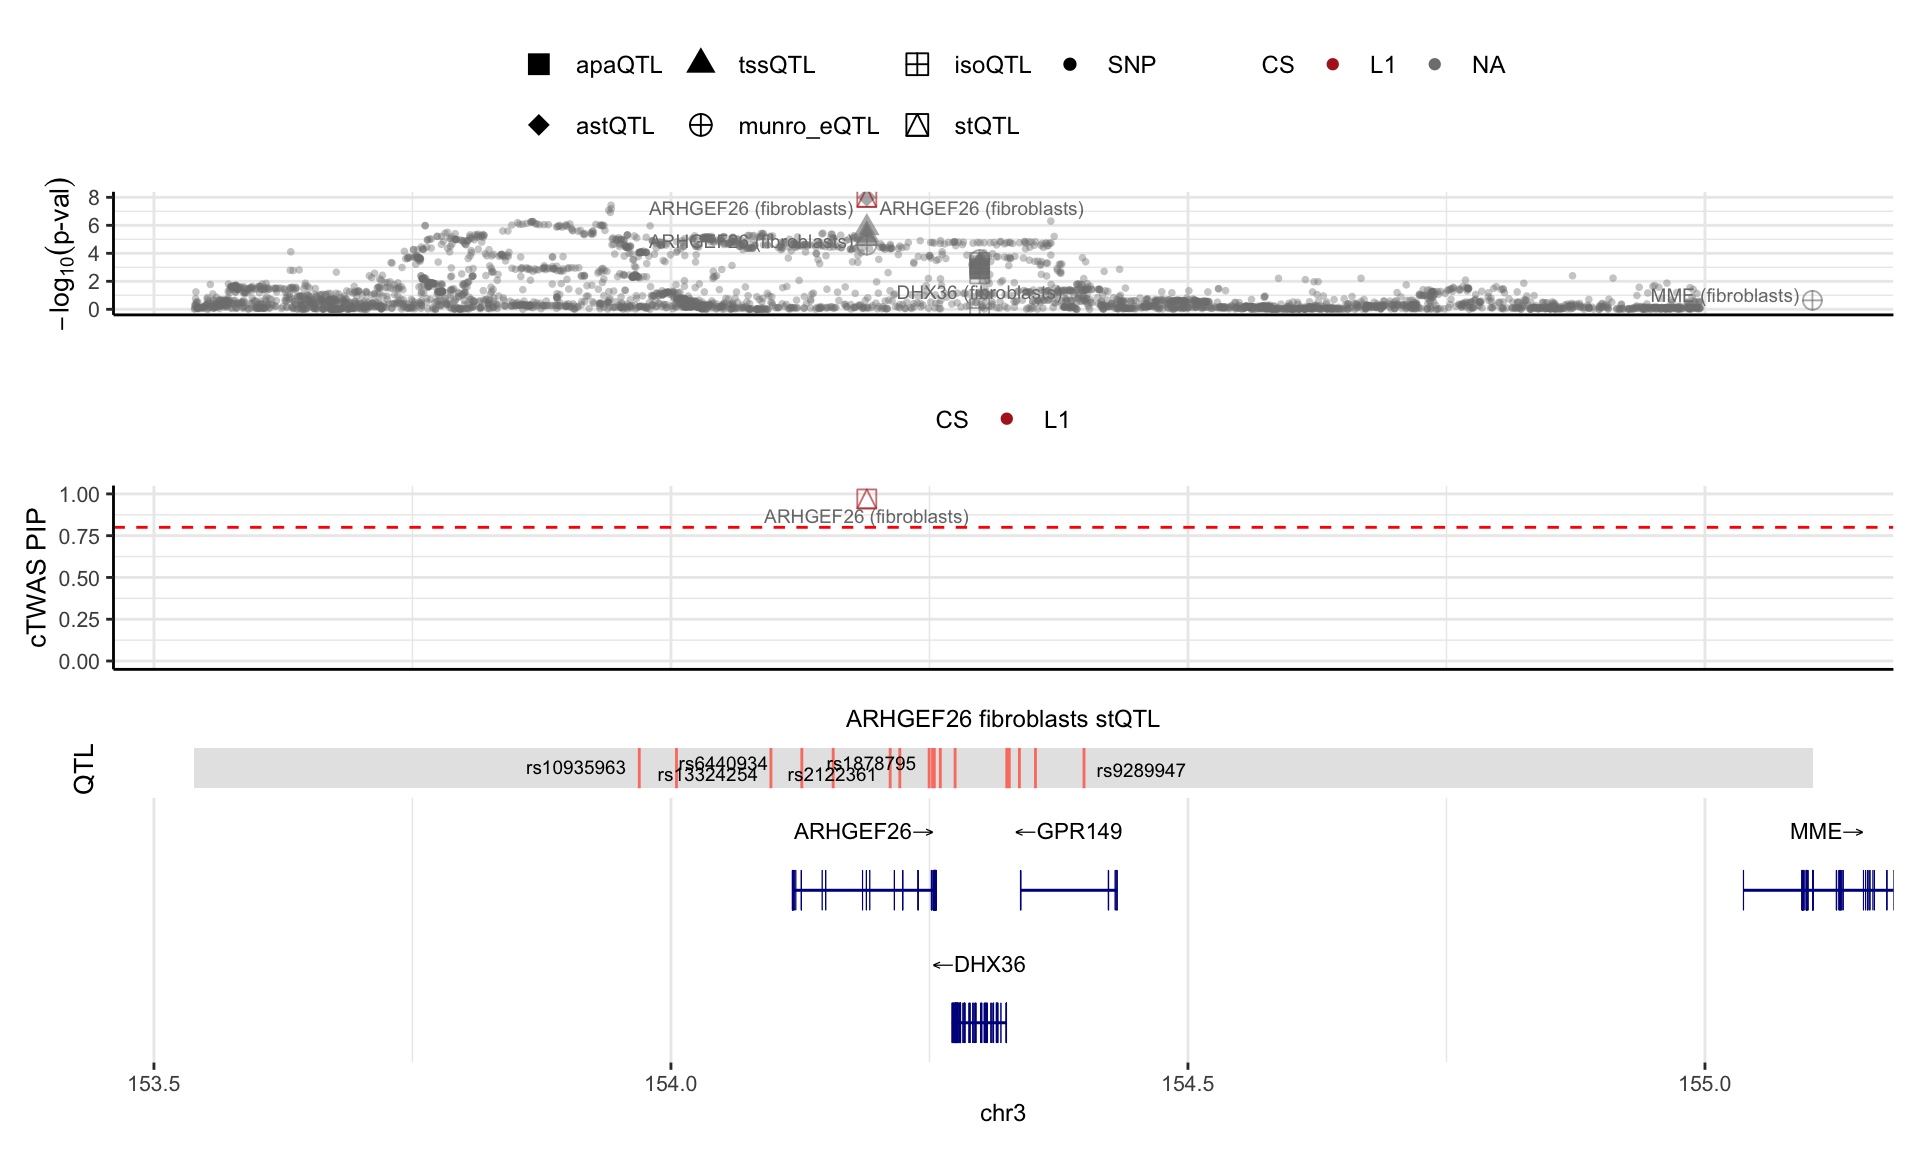 apaQTL tssQTL isoQTL SNP CS L1 NA
astQTL munro_eQTL stQTL
−log10(p-val)
8
6
4
2
0
ARHGEF26 (fibroblasts) ARHGEF26 (fibroblasts)
ARHGEF26 (fibroblasts)
DHX36 (fibroblasts)
MME (fibroblasts)
CS L1
cTWAS PIP
1.00
0.75
0.50
0.25
0.00
ARHGEF26 (fibroblasts)
ARHGEF26 fibroblasts stQTL
QTL
rs10935963
rs6440934
rs13324254
rs1878795
rs2122361
rs9289947
ARHGEF26→ ←GPR149 MME→
←DHX36
153.5 154.0 154.5 155.0
chr3